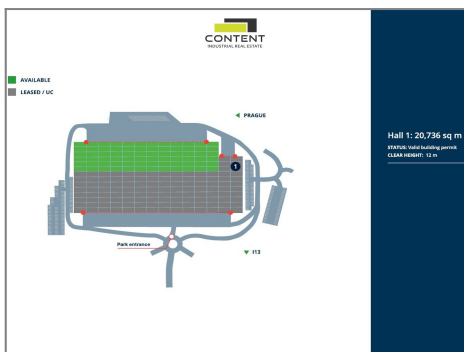 CONTENT
INDUSTRIAL REAL ESTATE
AVAILABLE
LEASED / UC
PRAGUE
1
Park entrance
I13
Hall 1: 20,736 sq m
STATUS: Valid building permit
CLEAR HEIGHT: 12 m